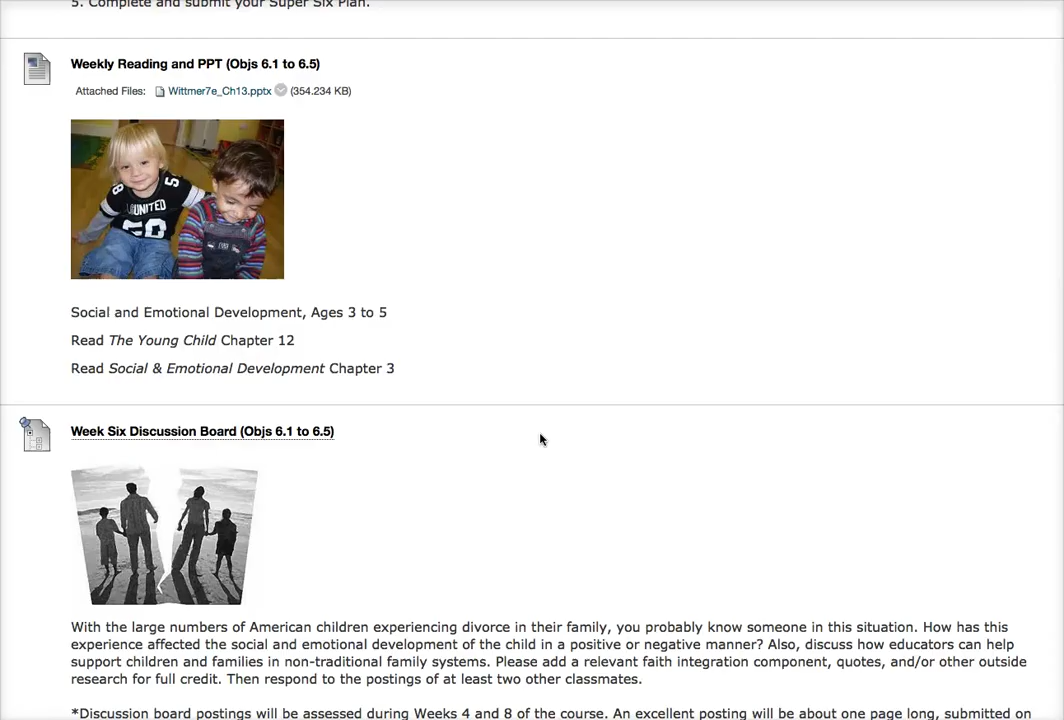 5. Complete and submit your Super Six Plan.
Weekly Reading and PPT (Objs 6.1 to 6.5)
Attached Files: Wittmer7e_Ch13.pptx (354.234 KB)
UNITED
58
5
Social and Emotional Development, Ages 3 to 5
Read The Young Child Chapter 12
Read Social & Emotional Development Chapter 3
Week Six Discussion Board (Objs 6.1 to 6.5)
With the large numbers of American children experiencing divorce in their family, you probably know someone in this situation. How has this
experience affected the social and emotional development of the child in a positive or negative manner? Also, discuss how educators can help
support children and families in non-traditional family systems. Please add a relevant faith integration component, quotes, and/or other outside
research for full credit. Then respond to the postings of at least two other classmates.
*Discussion board postings will be assessed during Weeks 4 and 8 of the course. An excellent posting will be about one page long, submitted on